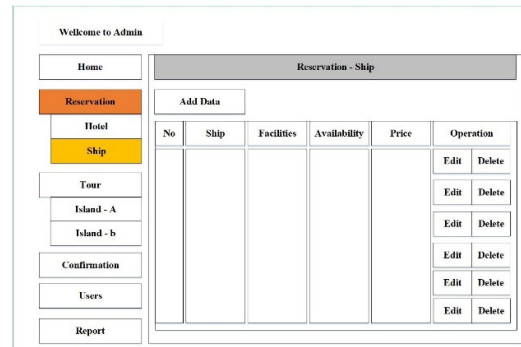 Wellcome to Admin
Home
Reservation - Ship
Reservation
Add Data
Hotel
Ship
Tour
Island - A
Island - b
Confirmation
Users
Report
No Ship Facilities Availability Price Operation
Edit Delete
Edit Delete
Edit Delete
Edit Delete
Edit Delete
Edit Delete